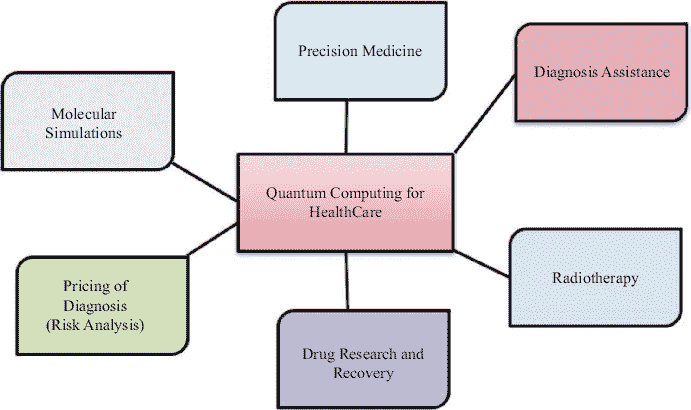 Precision Medicine
Diagnosis Assistance
Molecular
Simulations
Quantum Computing for
HealthCare
Pricing of
Diagnosis
(Risk Analysis)
Radiotherapy
Drug Research and
Recovery